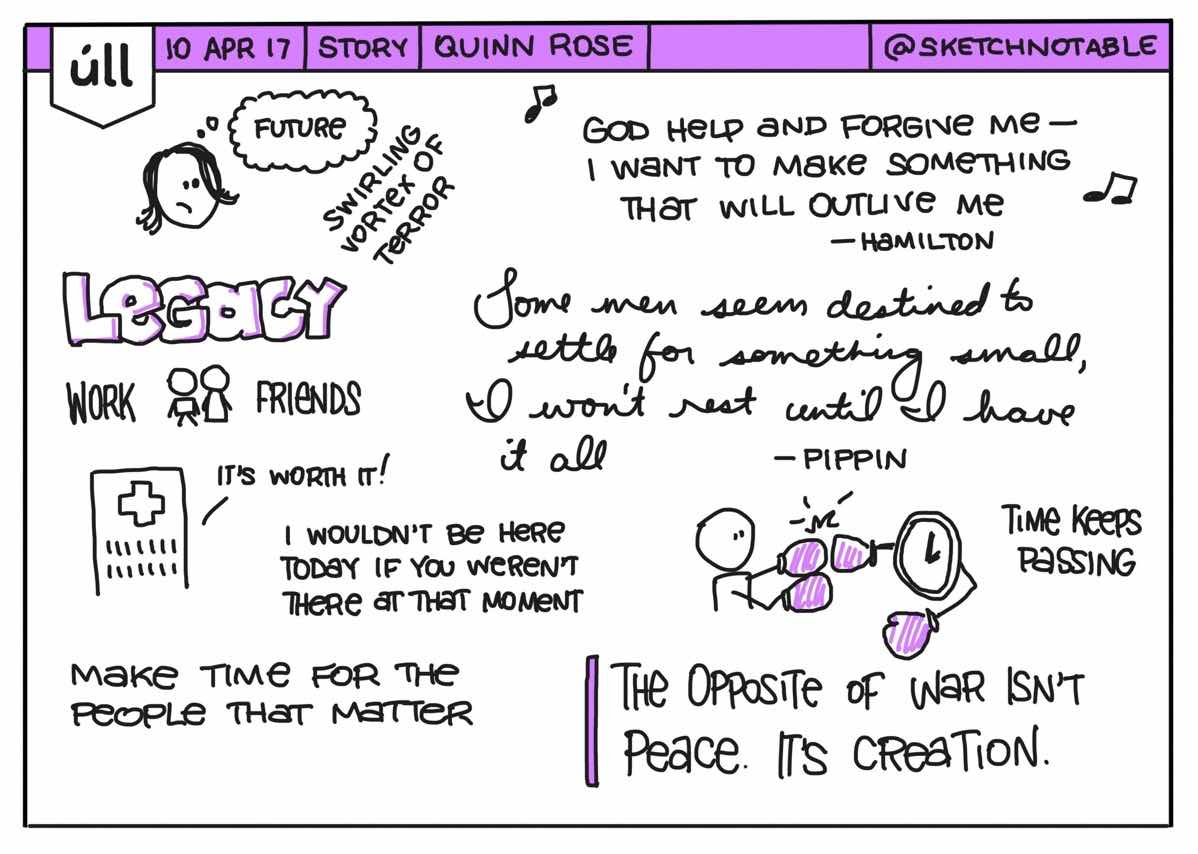 úll
10 APR 17
STORY
QUINN ROSE
@SKETCHNOTABLE
FUTURE
SWIRLING
VORTEX OF
TERROR
GOD HELP AND FORGIVE ME —
I WANT TO MAKE SOMETHING
THAT WILL OUTLIVE ME
— HAMILTON
LEGACY
Some men seem destined to
settle for something small,
I won't rest until I have
it all
— PIPPIN
WORK
FRIENDS
IT'S WORTH IT!
I WOULDN'T BE HERE
TODAY IF YOU WEREN'T
THERE AT THAT MOMENT
TIME KEEPS
PASSING
MAKE TIME FOR THE
PEOPLE THAT MATTER
THE OPPOSITE OF WAR ISN'T
PEACE. IT'S CREATION.